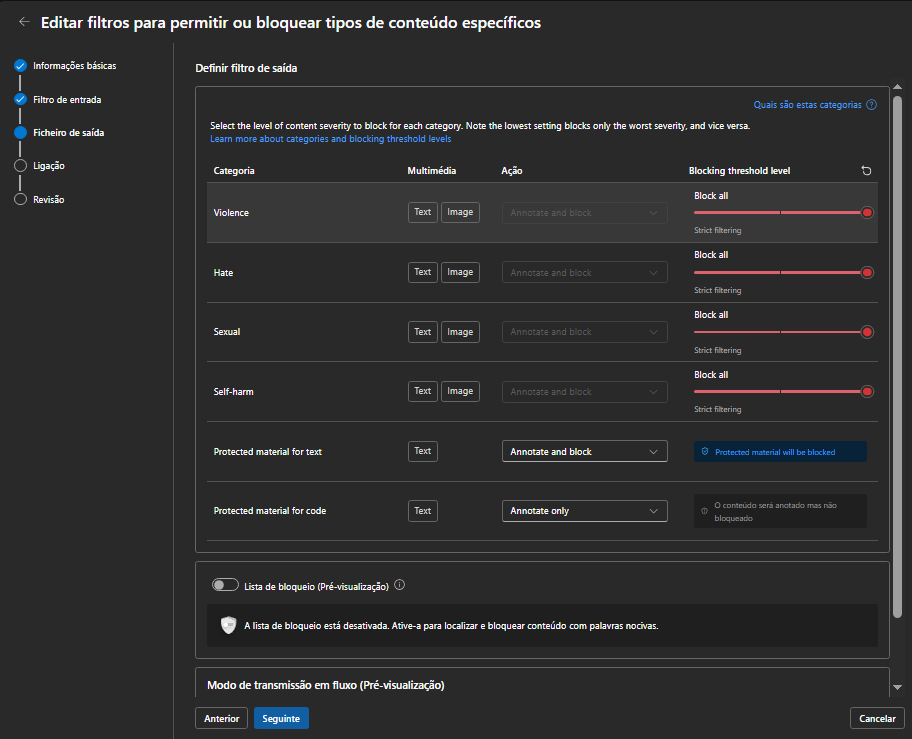 Editar filtros para permitir ou bloquear tipos de conteúdo específicos
Informações básicas
Filtro de entrada
Ficheiro de saída
Ligação
Revisão
Definir filtro de saída
Quais são estas categorias
Select the level of content severity to block for each category. Note the lowest setting blocks only the worst severity, and vice versa.
Learn more about categories and blocking threshold levels
Categoria Multimédia Ação Blocking threshold level
Violence Text Image Annotate and block Block all
Strict filtering
Hate Text Image Annotate and block Block all
Strict filtering
Sexual Text Image Annotate and block Block all
Strict filtering
Self-harm Text Image Annotate and block Block all
Strict filtering
Protected material for text Text Annotate and block Protected material will be blocked
Protected material for code Text Annotate only O conteúdo será anotado mas não
bloqueado
Lista de bloqueio (Pré-visualização)
A lista de bloqueio está desativada. Ative-a para localizar e bloquear conteúdo com palavras nocivas.
Modo de transmissão em fluxo (Pré-visualização)
Anterior Seguinte Cancelar